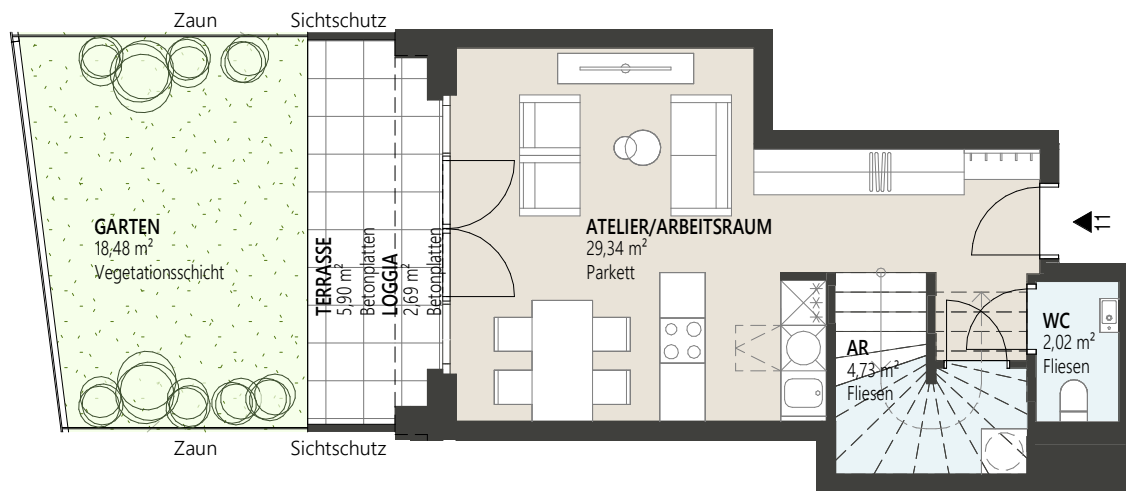 Zaun
Sichtschutz
GARTEN
18,48 m²
Vegetationsschicht
TERRASSE
5,90 m²
Betonplatten
LOGGIA
2,69 m²
Betonplatten
ATELIER/ARBEITSRAUM
29,34 m²
Parkett
11
AR
4,73 m²
Fliesen
WC
2,02 m²
Fliesen
Zaun
Sichtschutz